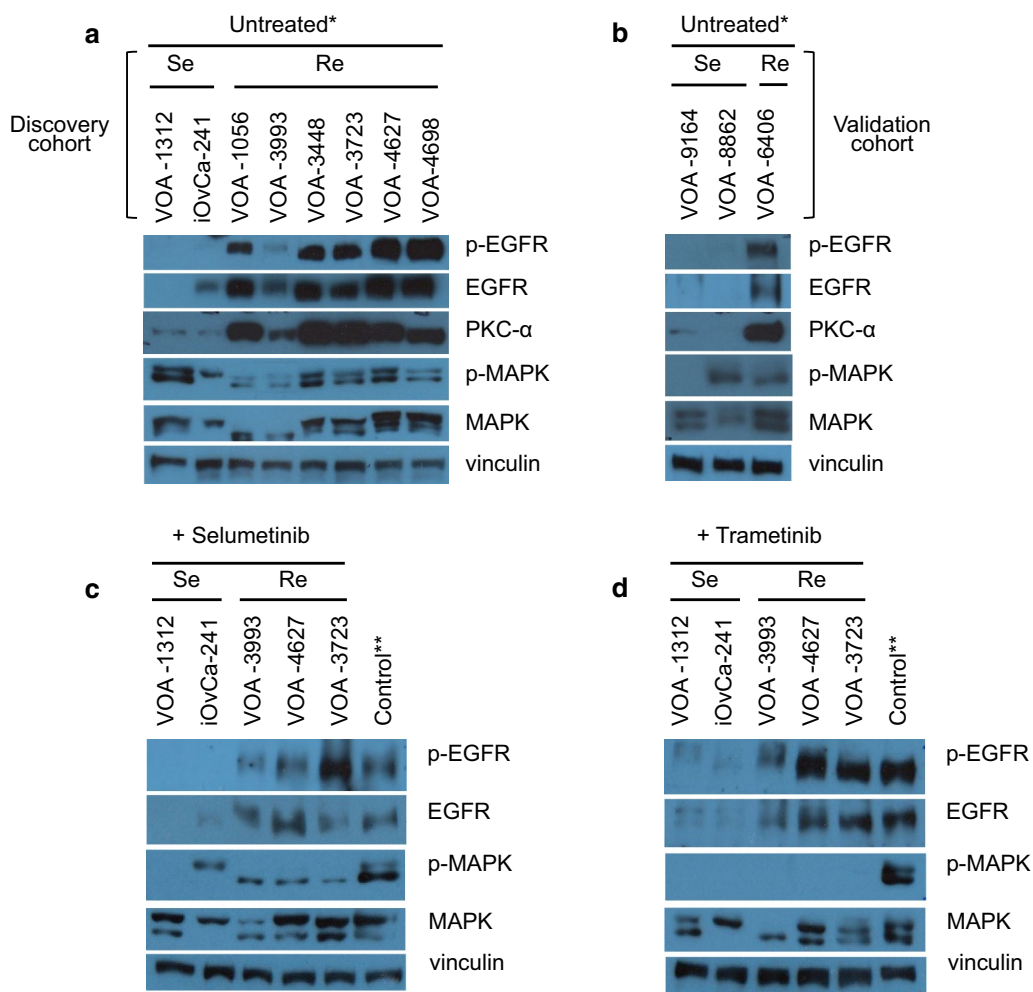 a
Untreated*
Se
Re
Discovery
cohort
VOA -1312
iOvCa-241
VOA -1056
VOA -3993
VOA-3448
VOA -3723
VOA -4627
VOA-4698
p-EGFR
EGFR
PKC-α
p-MAPK
MAPK
vinculin
b
Untreated*
Se
Re
VOA-9164
VOA -8862
VOA -6406
Validation
cohort
p-EGFR
EGFR
PKC-α
p-MAPK
MAPK
vinculin
+ Selumetinib
c
Se
Re
VOA -1312
iOvCa-241
VOA -3993
VOA -4627
VOA -3723
Control**
p-EGFR
EGFR
p-MAPK
MAPK
vinculin
+ Trametinib
d
Se
Re
VOA -1312
iOvCa-241
VOA -3993
VOA -4627
VOA -3723
Control**
p-EGFR
EGFR
p-MAPK
MAPK
vinculin